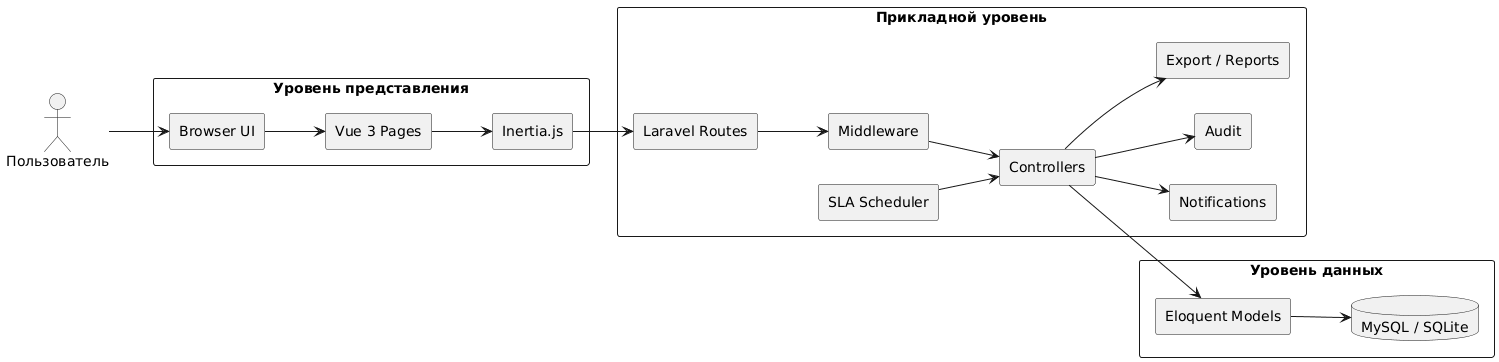 Пользователь
Уровень представления
Browser UI
Vue 3 Pages
Inertia.js
Прикладной уровень
Laravel Routes
Middleware
SLA Scheduler
Controllers
Export / Reports
Audit
Notifications
Уровень данных
Eloquent Models
MySQL / SQLite